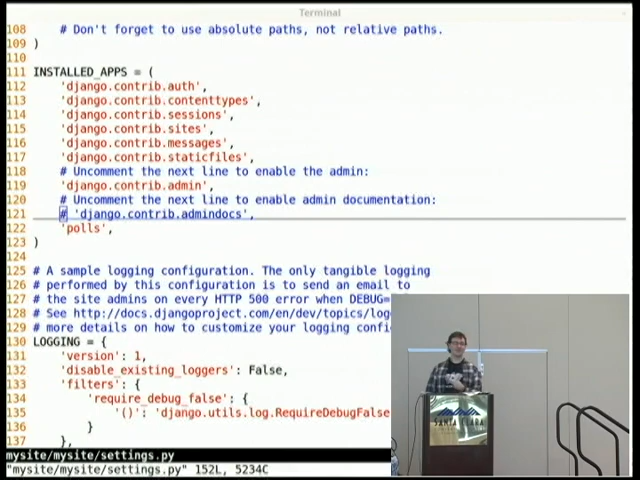 Terminal
108     # Don't forget to use absolute paths, not relative paths.
109 )
110
111 INSTALLED_APPS = (
112     'django.contrib.auth',
113     'django.contrib.contenttypes',
114     'django.contrib.sessions',
115     'django.contrib.sites',
116     'django.contrib.messages',
117     'django.contrib.staticfiles',
118     # Uncomment the next line to enable the admin:
119     'django.contrib.admin',
120     # Uncomment the next line to enable admin documentation:
121     # 'django.contrib.admindocs',
122     'polls',
123 )
124
125 # A sample logging configuration. The only tangible logging
126 # performed by this configuration is to send an email to
127 # the site admins on every HTTP 500 error when DEBUG=
128 # See http://docs.djangoproject.com/en/dev/topics/log
129 # more details on how to customize your logging confi
130 LOGGING = {
131     'version': 1,
132     'disable_existing_loggers': False,
133     'filters': {
134         'require_debug_false': {
135             '()': 'django.utils.log.RequireDebugFalse
136         }
137     },
mysite/mysite/settings.py
"mysite/mysite/settings.py" 152L, 5234C
SANTA CLARA